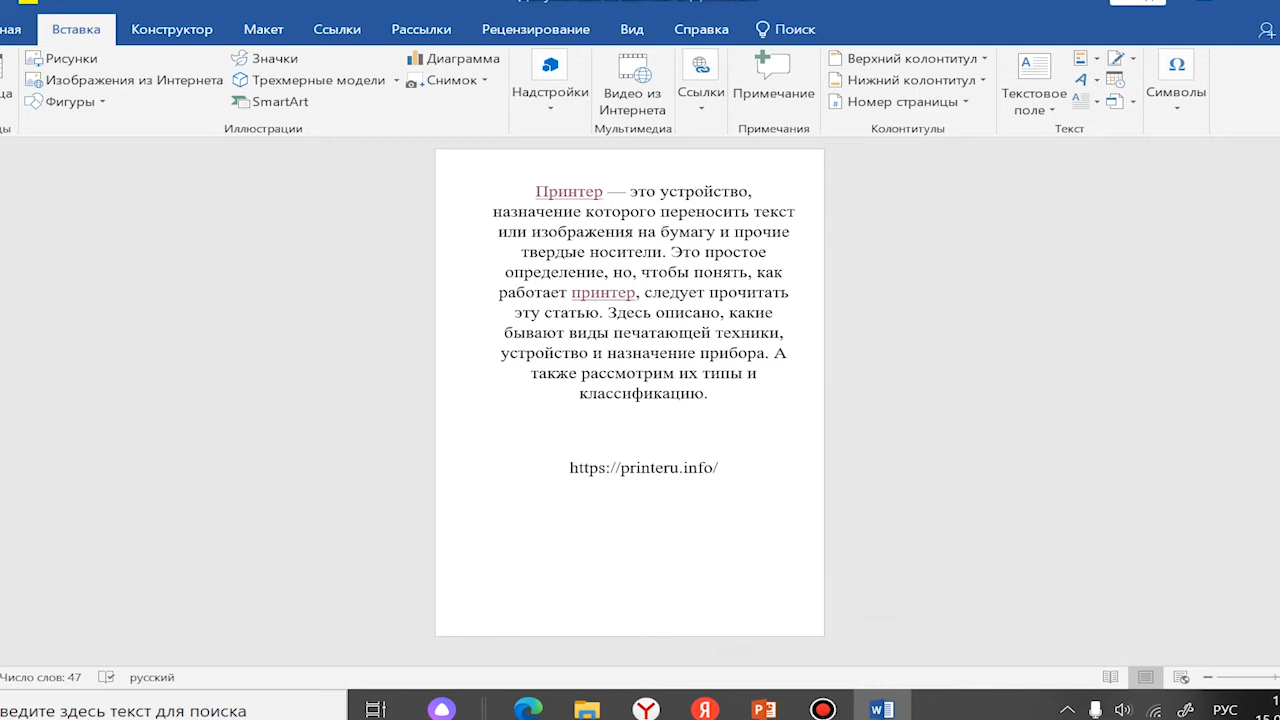 ная Вставка Конструктор Макет Ссылки Рассылки Рецензирование Вид Справка Поиск
Рисунки
Изображения из Интернета
Фигуры
Значки
Трехмерные модели
SmartArt
Диаграмма
Снимок
Иллюстрации
Надстройки
Видео из
Интернета
Мультимедиа
Ссылки
Примечание
Примечания
Верхний колонтитул
Нижний колонтитул
Номер страницы
Колонтитулы
Текстовое
поле
Текст
Символы
Принтер — это устройство,
назначение которого переносить текст
или изображения на бумагу и прочие
твердые носители. Это простое
определение, но, чтобы понять, как
работает принтер, следует прочитать
эту статью. Здесь описано, какие
бывают виды печатающей техники,
устройство и назначение прибора. А
также рассмотрим их типы и
классификацию.
https://printeru.info/
Число слов: 47 русский
ведите здесь текст для поиска
РУС